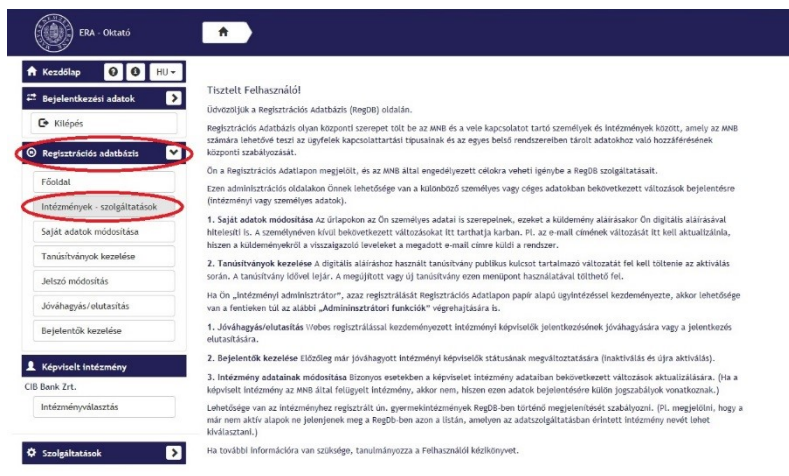 ERA - Oktató
Kezdőlap
HU
Bejelentkezési adatok
Kilépés
Regisztrációs adatbázis
Főoldal
Intézmények - szolgáltatások
Saját adatok módosítása
Tanúsítványok kezelése
Jelszó módosítás
Jóváhagyás/elutasítás
Bejelentők kezelése
Képviselt intézmény
CIB Bank Zrt.
Intézményválasztás
Szolgáltatások
Tisztelt Felhasználó!
Üdvözöljük a Regisztrációs Adatbázis (RegDB) oldalán.
Regisztrációs Adatbázis olyan központi szerepet tölt be az MNB és a vele kapcsolatot tartó személyek és intézmények között, amely az MNB
számára lehetővé teszi az ügyfelek kapcsolattartási típusainak és az egyes belső rendszereiben tárolt adatokhoz való hozzáférésének
központi szabályozását.
Ön a Regisztrációs Adatlapon megjelölt, és az MNB által engedélyezett célokra veheti igénybe a RegDB szolgáltatásait.
Ezen adminisztrációs oldalakon Önnek lehetősége van a különböző személyes vagy céges adatokban bekövetkezett változások bejelentésre
(intézményi vagy személyes adatok).
1. Saját adatok módosítása Az űrlapokon az Ön személyes adatai is szerepelnek, ezeket a küldemény aláírásakor Ön digitális aláírásával
hitelesíti is. A személynéven kívül bekövetkezett változásokat itt tarthatja karban. Pl. az e-mail címének változását itt kell aktualizálnia,
hiszen a küldeményekről a visszaigazoló leveleket a megadott e-mail címre küldi a rendszer.
2. Tanúsítványok kezelése A digitális aláíráshoz használt tanúsítvány publikus kulcsot tartalmazó változatát fel kell töltenie az aktiválás
során. A tanúsítvány idővel lejár. A megújított vagy új tanúsítvány ezen menüpont használatával tölthető fel.
Ha Ön „intézményi adminisztrátor", azaz regisztrálását Regisztrációs Adatlapon papír alapú ügyintézéssel kezdeményezte, akkor lehetősége
van a fentieken túl az alábbi „Admininsztrátori funkciók" végrehajtására is.
1. Jóváhagyás/elutasítás Webes regisztrálással kezdeményezett intézményi képviselők jelentkezésének jóváhagyására vagy a jelentkezés
elutasítására.
2. Bejelentők kezelése Előzőleg már jóváhagyott intézményi képviselők státusának megváltoztatására (inaktiválás és újra aktiválás).
3. Intézmény adatainak módosítása Bizonyos esetekben a képviselet intézmény adataiban bekövetkezett változások aktualizálására. (Ha a
képviselt intézmény az MNB által felügyelt intézmény, akkor nem, hiszen ezen adatok bejelentésére külön jogszabályok vonatkoznak.)
Lehetősége van az intézményhez regisztrált ún. gyermekintézmények RegDB-ben történő megjelenítését szabályozni. (Pl. megjelölni, hogy a
már nem aktív alapok ne jelenjenek meg a RegDb-ben azon a listán, amelyen az adatszolgáltatásban érintett intézmény nevét lehet
kiválasztani.)
Ha további információra van szüksége, tanulmányozza a Felhasználói kézikönyvet.